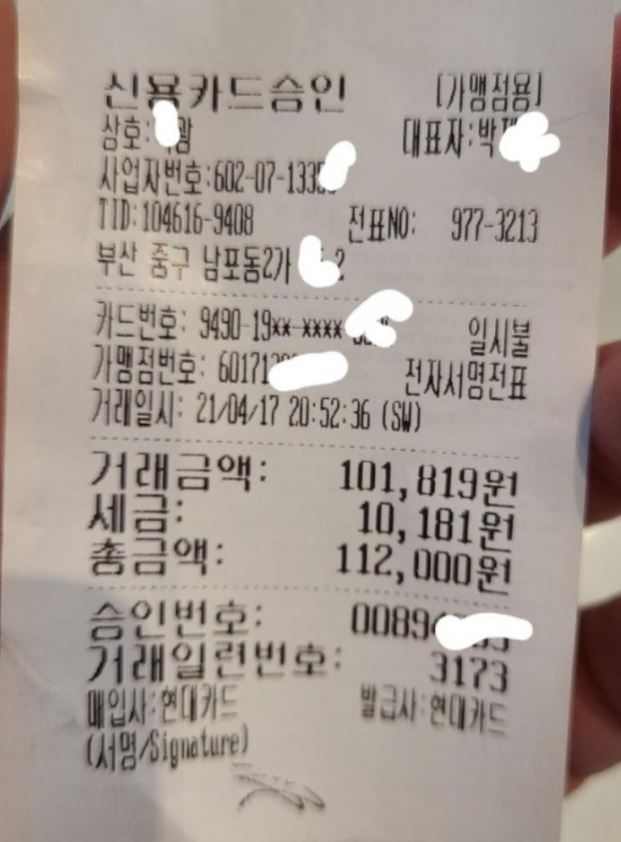 신용카드승인 [가맹점용]
상호: 대표자:박
사업자번호:602-07-133
TID:104616-9408 전표NO: 977-3213
부산 중구 남포동2가 2
카드번호: 9490-19xx-xxxx 일시불
가맹점번호: 60171 전자서명전표
거래일시: 21/04/17 20:52:36 (SW)
거래금액: 101,819원
세금: 10,181원
총금액: 112,000원
승인번호: 00894
거래일련번호: 3173
매입사:현대카드 발급사:현대카드
(서명/Signature)